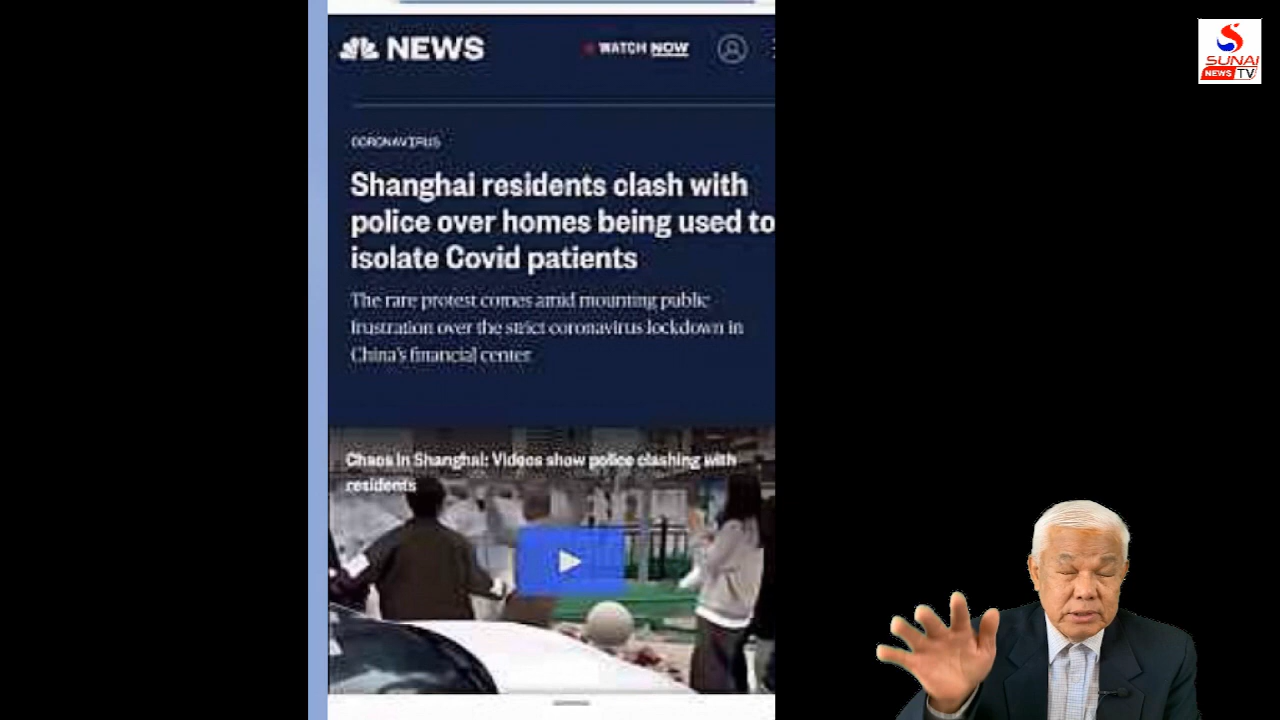 NEWS
WATCH NOW
CORONAVIRUS
Shanghai residents clash with
police over homes being used to
isolate Covid patients
The rare protest comes amid mounting public
frustration over the strict coronavirus lockdown in
China's financial center
Chaos in Shanghai: Videos show police clashing with
residents
SUNAI
NEWS TV